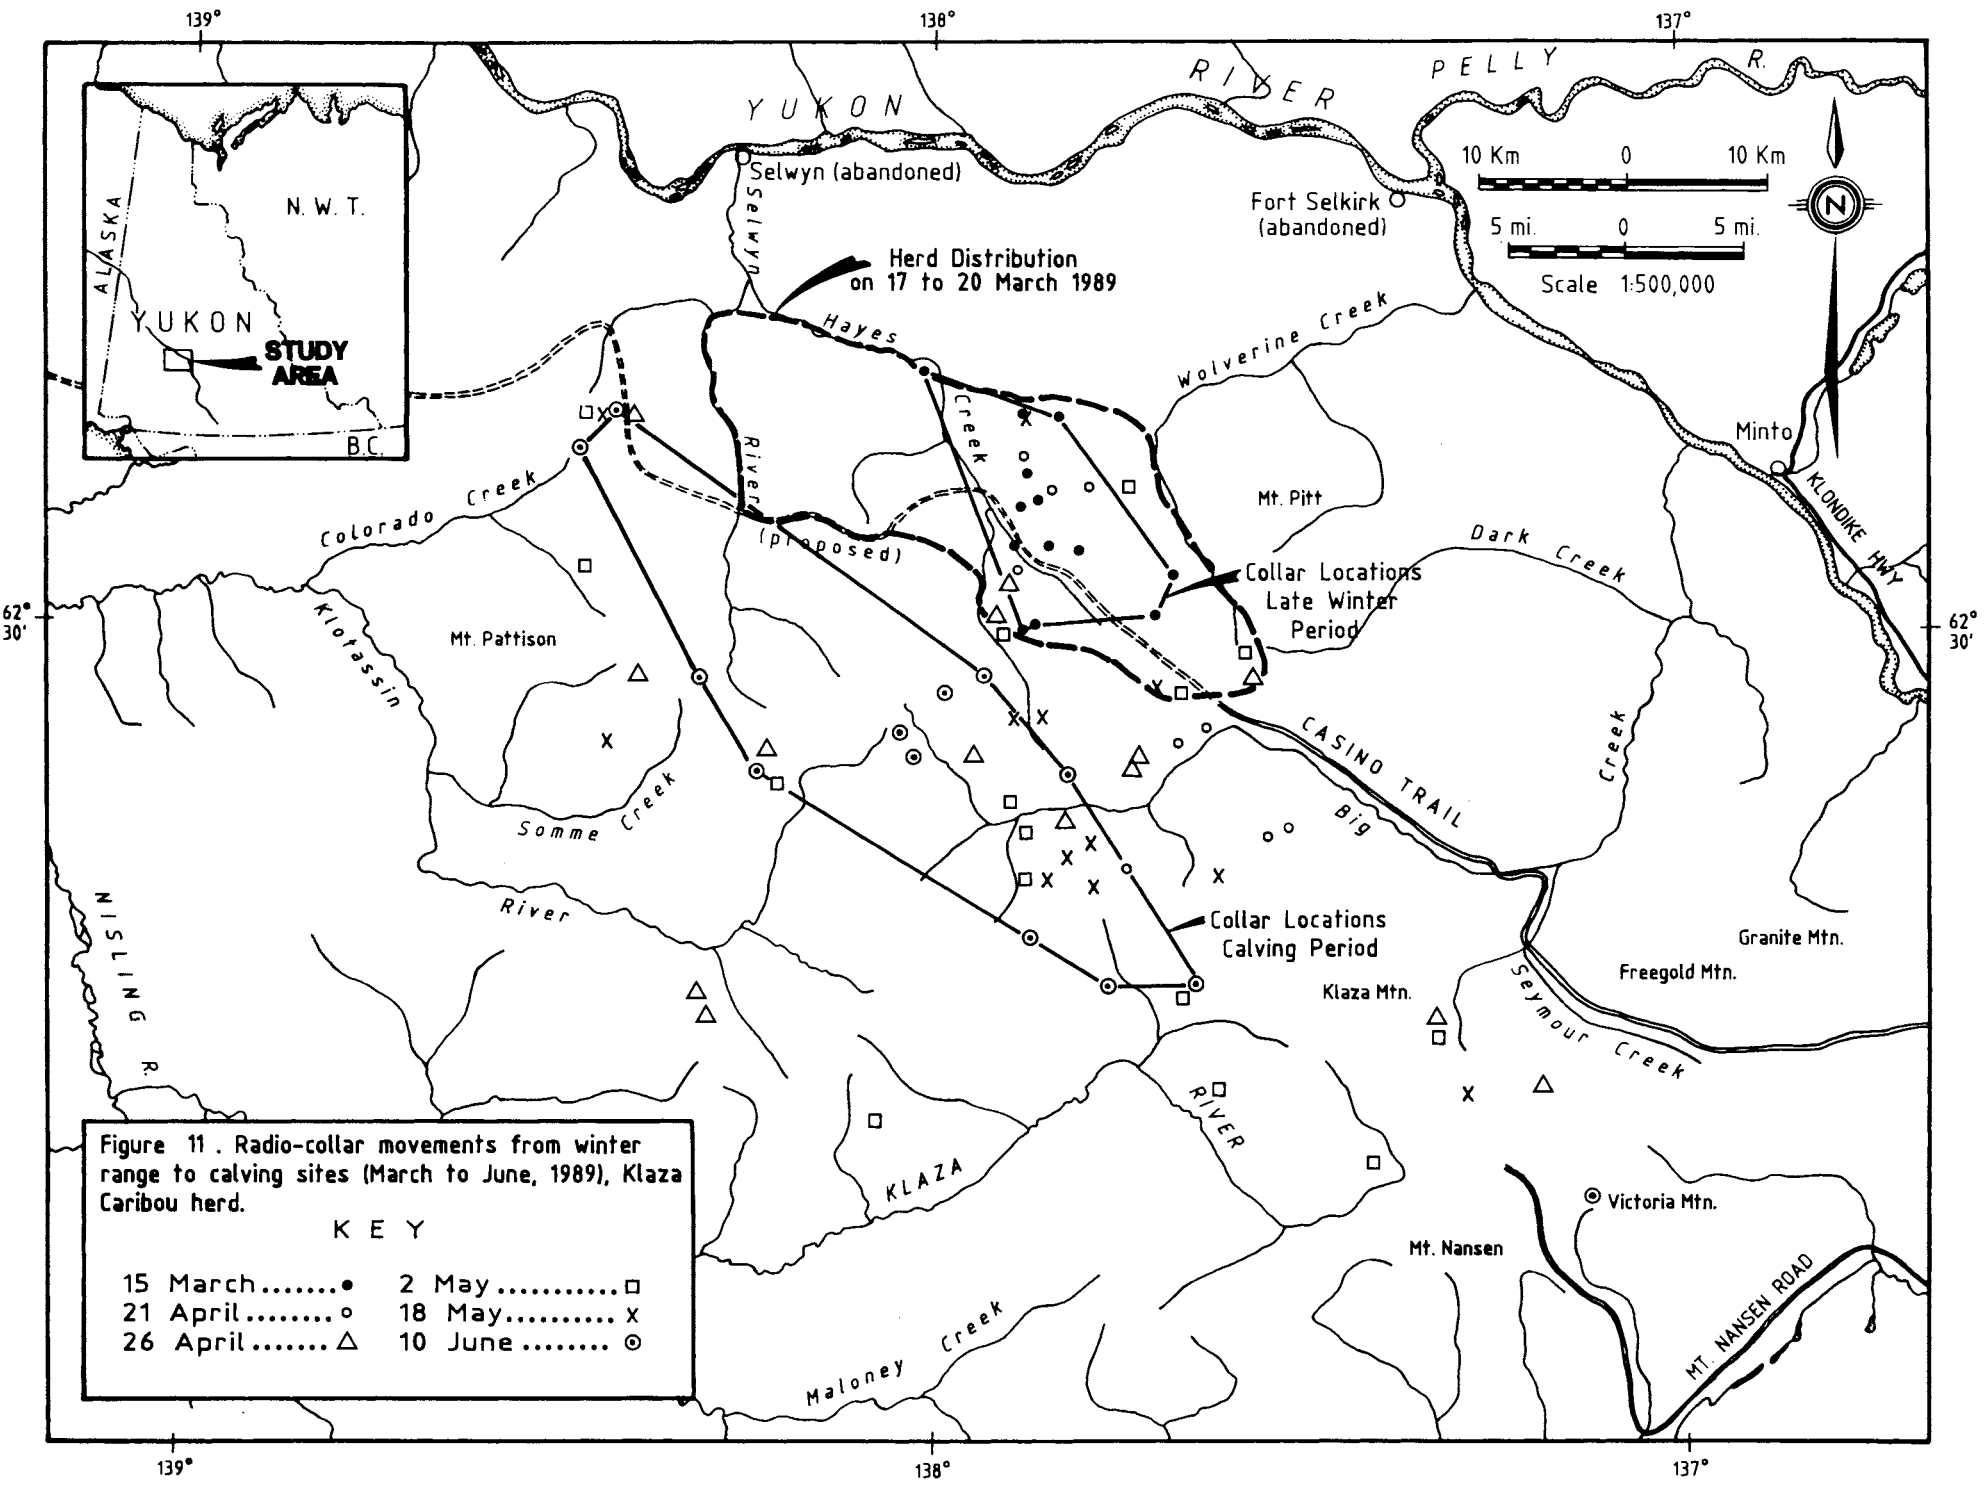 139°
138°
137°
YUKON
RIVER
PELLY
R.
ALASKA
N. W. T.
YUKON
STUDY
AREA
B.C.
Selwyn (abandoned)
Selwyn
River
Fort Selkirk
(abandoned)
10 Km 0 10 Km
5 mi. 0 5 mi.
Scale 1:500,000
N
Herd Distribution
on 17 to 20 March 1989
Hayes
Creek
Wolverine Creek
Minto
KLONDIKE HWY
Colorado Creek
Mt. Pitt
Dark Creek
(proposed)
Collar Locations
Late Winter
Period
62°
30'
62°
30'
Klotassin
Mt. Pattison
CASINO TRAIL
Big
Creek
Somme Creek
River
NISLING R.
Collar Locations
Calving Period
Granite Mtn.
Freegold Mtn.
Klaza Mtn.
Seymour Creek
KLAZA
RIVER
Victoria Mtn.
Mt. Nansen
MT. NANSEN ROAD
Maloney Creek
Figure 11 . Radio-collar movements from winter
range to calving sites (March to June, 1989), Klaza
Caribou herd.
KEY
15 March.......● 2 May...........□
21 April........○ 18 May...........x
26 April.......△ 10 June........⊙
139°
138°
137°